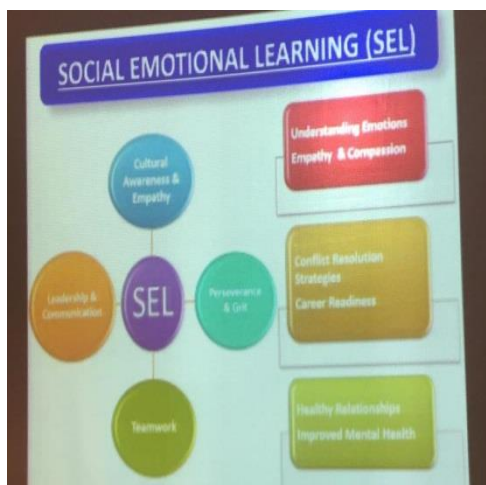 SOCIAL EMOTIONAL LEARNING (SEL)
Cultural
Awareness &
Empathy
Leadership &
Communication
SEL
Perseverance
& Grit
Teamwork
Understanding Emotions
Empathy & Compassion
Conflict Resolution
Strategies
Career Readiness
Healthy Relationships
Improved Mental Health